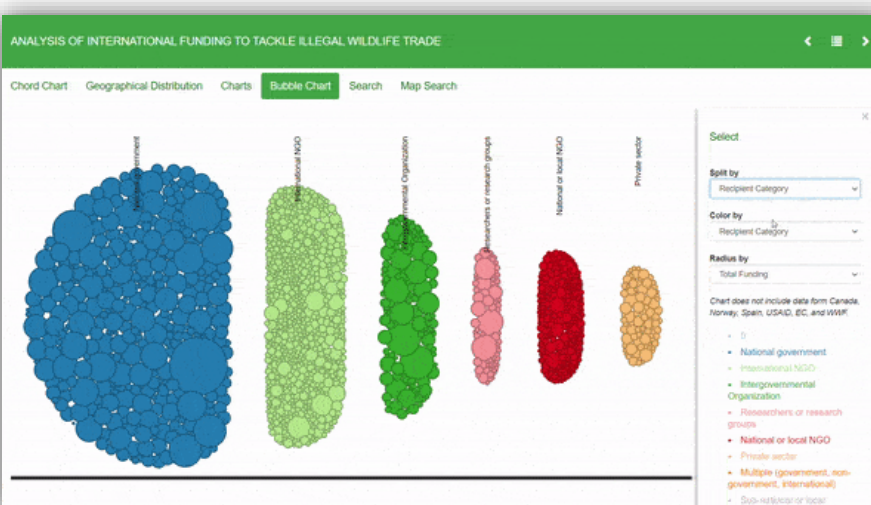 ANALYSIS OF INTERNATIONAL FUNDING TO TACKLE ILLEGAL WILDLIFE TRADE
Chord Chart Geographical Distribution Charts Bubble Chart Search Map Search
National government
International NGO
Intergovernmental Organization
Researchers or research groups
National or local NGO
Private sector
Select
Split by
Recipient Category
Color by
Recipient Category
Radius by
Total Funding
Chart does not include data form Canada,
Norway, Spain, USAID, EC, and WWF.
National government
International NGO
Intergovernmental
Organization
Researchers or research
groups
National or local NGO
Private sector
Multiple (government, non-
government, international)
Sub-national or local